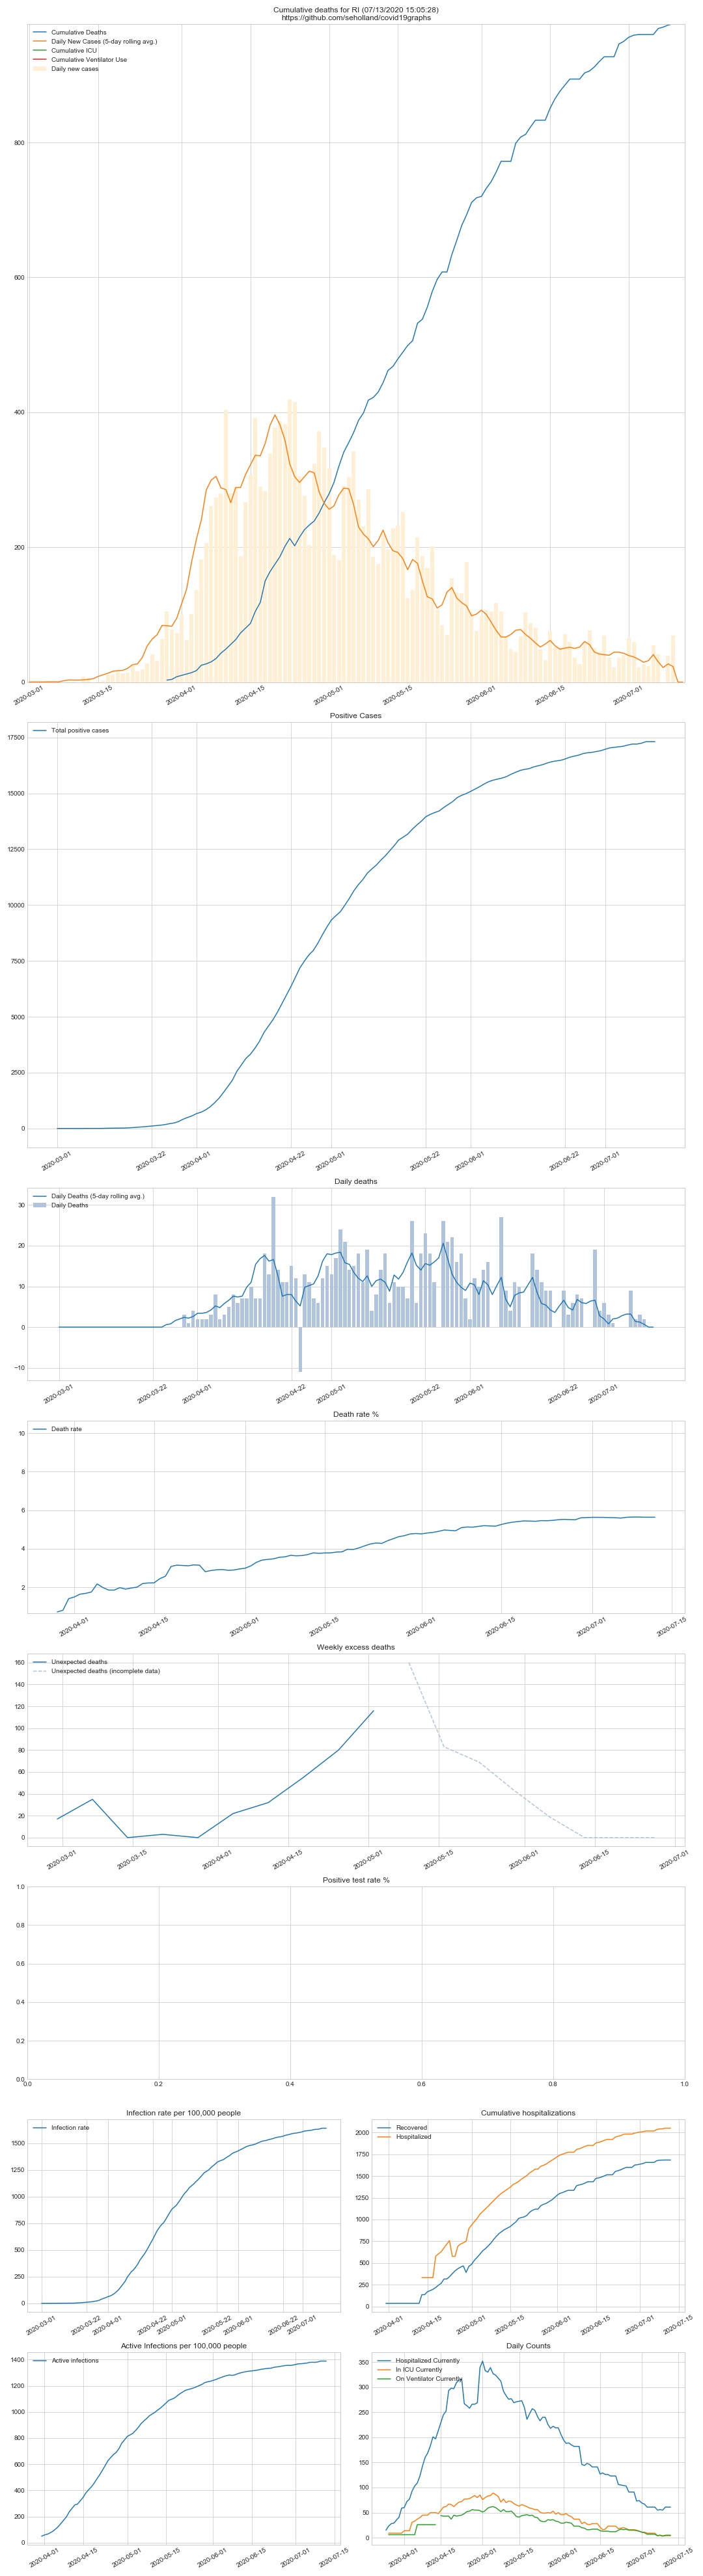 Cumulative deaths for RI (07/13/2020 15:05:28)
https://github.com/seholland/covid19graphs
Cumulative Deaths
Daily New Cases (5-day rolling avg.)
Cumulative ICU
Cumulative Ventilator Use
Daily new cases
800
600
400
200
0
2020-03-01 2020-03-15 2020-04-01 2020-04-15 2020-05-01 2020-05-15 2020-06-01 2020-06-15 2020-07-01
Positive Cases
Total positive cases
17500
15000
12500
10000
7500
5000
2500
0
2020-03-01 2020-03-22 2020-04-01 2020-04-22 2020-05-01 2020-05-22 2020-06-01 2020-06-22 2020-07-01
Daily deaths
Daily Deaths (5-day rolling avg.)
Daily Deaths
30
20
10
0
−10
2020-03-01 2020-03-22 2020-04-01 2020-04-22 2020-05-01 2020-05-22 2020-06-01 2020-06-22 2020-07-01
Death rate %
Death rate
10
8
6
4
2
2020-04-01 2020-04-15 2020-05-01 2020-05-15 2020-06-01 2020-06-15 2020-07-01 2020-07-15
Weekly excess deaths
Unexpected deaths
Unexpected deaths (incomplete data)
160
140
120
100
80
60
40
20
0
2020-03-01 2020-03-15 2020-04-01 2020-04-15 2020-05-01 2020-05-15 2020-06-01 2020-06-15 2020-07-01
Positive test rate %
1.0
0.8
0.6
0.4
0.2
0.0
0.0 0.2 0.4 0.6 0.8 1.0
Infection rate per 100,000 people
Infection rate
1500
1250
1000
750
500
250
0
2020-03-01 2020-03-22 2020-04-01 2020-04-22 2020-05-01 2020-05-22 2020-06-01 2020-06-22 2020-07-01
Cumulative hospitalizations
Recovered
Hospitalized
2000
1750
1500
1250
1000
750
500
250
0
2020-04-01 2020-04-15 2020-05-01 2020-05-15 2020-06-01 2020-06-15 2020-07-01 2020-07-15
Active Infections per 100,000 people
Active infections
1400
1200
1000
800
600
400
200
0
2020-04-01 2020-04-15 2020-05-01 2020-05-15 2020-06-01 2020-06-15 2020-07-01 2020-07-15
Daily Counts
Hospitalized Currently
In ICU Currently
On Ventilator Currently
350
300
250
200
150
100
50
0
2020-04-01 2020-04-15 2020-05-01 2020-05-15 2020-06-01 2020-06-15 2020-07-01 2020-07-15